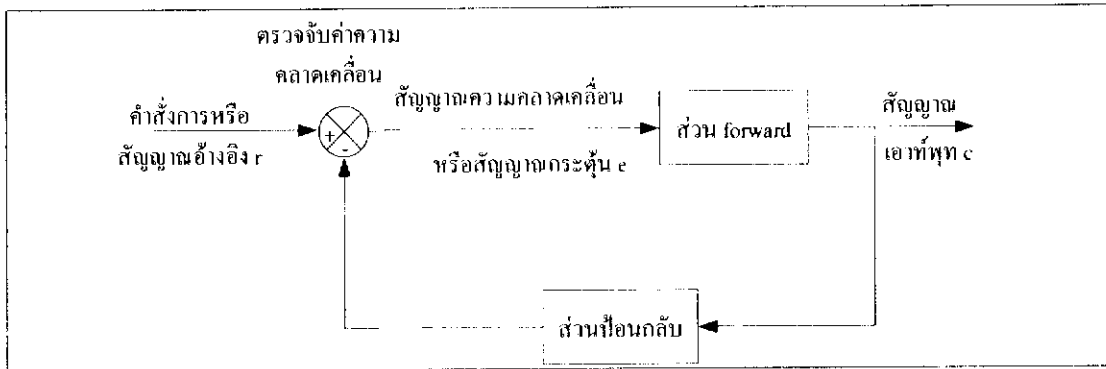 ตรวจจับค่าความ
คลาดเคลื่อน
คำสั่งการหรือ
สัญญาณอ้างอิง r
+
-
สัญญาณความคลาดเคลื่อน
หรือสัญญาณกระตุ้น e
ส่วน forward
สัญญาณ
เอาท์พุท c
ส่วนป้อนกลับ